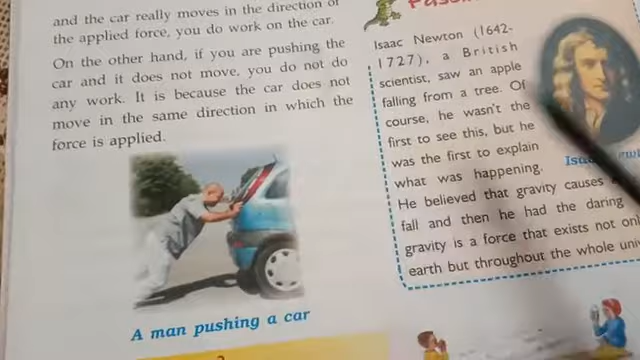 and the car really moves in the direction of
the applied force, you do work on the car.
On the other hand, if you are pushing the
car and it does not move, you do not do
any work. It is because the car does not
move in the same direction in which the
force is applied.
A man pushing a car
Isaac Newton (1642-
1727), a British
scientist, saw an apple
falling from a tree. Of
course, he wasn't the
first to see this, but he
was the first to explain
what was happening.
He believed that gravity causes
fall and then he had the daring
gravity is a force that exists not
earth but throughout the whole